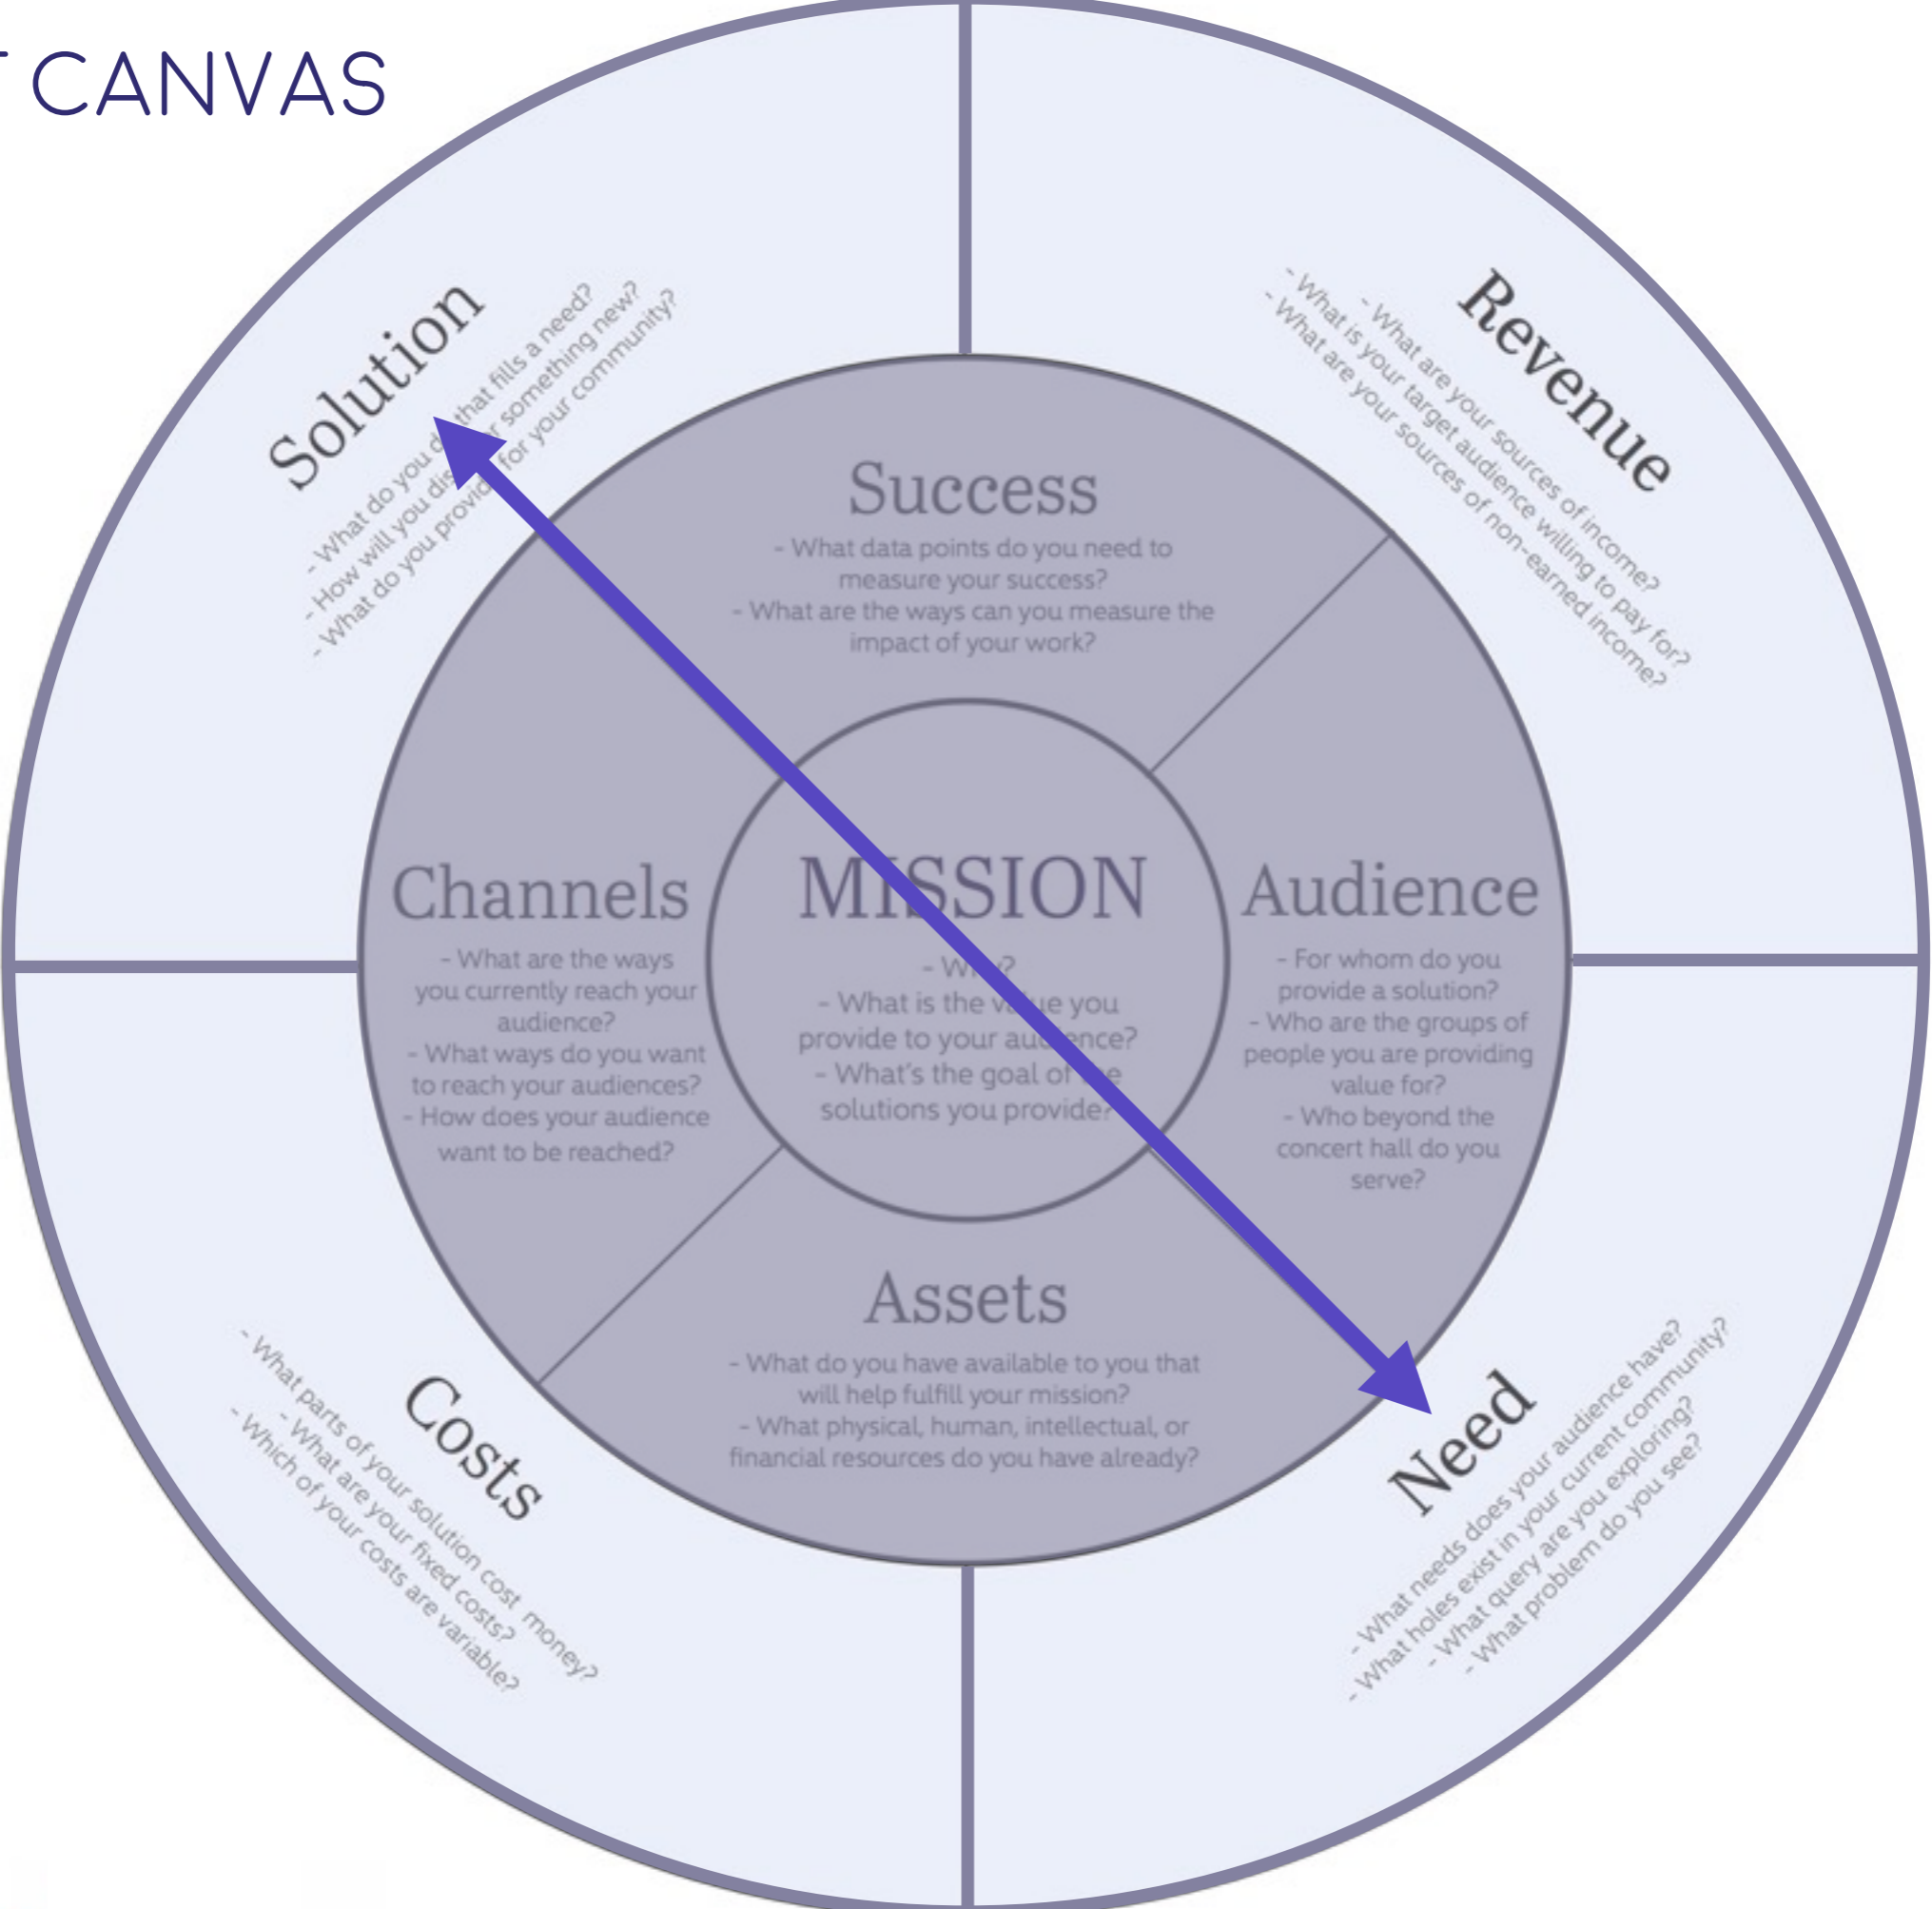 CANVAS
Solution
- What do you do that fills a need?
- How will you or something new?
- What do you provide for your community?
Revenue
- What are your sources of income?
- What is your target audience willing to pay for?
- What are your sources of non-earned income?
Success
- What data points do you need to
measure your success?
- What are the ways can you measure the
impact of your work?
Channels
- What are the ways
you currently reach your
audience?
- What ways do you want
to reach your audiences?
- How does your audience
want to be reached?
MISSION
- Why?
- What is the value you
provide to your audience?
- What's the goal of the
solutions you provide?
Audience
- For whom do you
provide a solution?
- Who are the groups of
people you are providing
value for?
- Who beyond the
concert hall do you
serve?
Assets
- What do you have available to you that
will help fulfill your mission?
- What physical, human, intellectual, or
financial resources do you have already?
Costs
- What parts of your solution cost money?
- What are your fixed costs?
- Which of your costs are variable?
Need
- What needs does your audience have?
- What holes exist in your current community?
- What query are you exploring?
- What problem do you see?